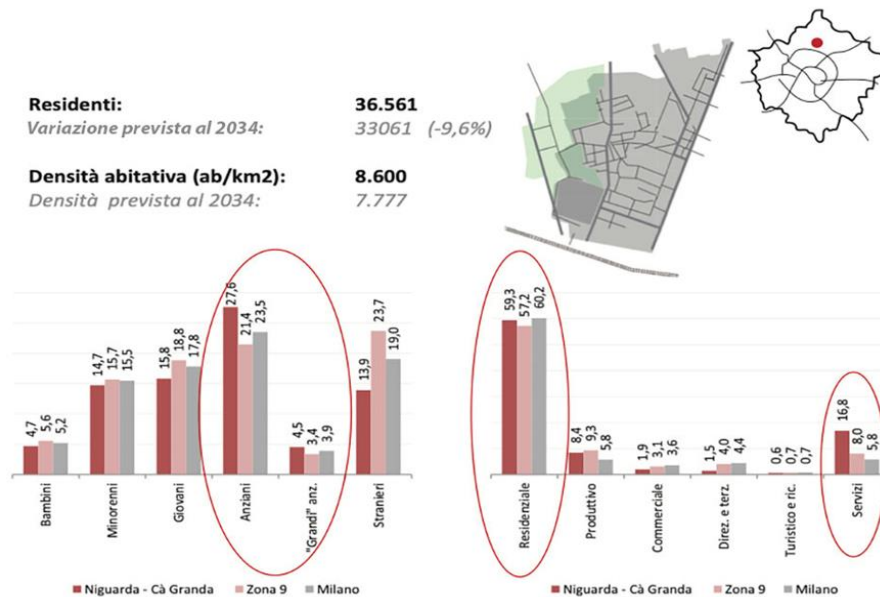 Residenti: 36.561
Variazione prevista al 2034: 33061 (-9,6%)
Densità abitativa (ab/km2): 8.600
Densità prevista al 2034: 7.777
4,7 5,6 5,2
14,7 15,7 15,5
15,8 18,8 17,8
27,6 21,4 23,5
4,5 3,4 3,9
13,9 23,7 19,0
Bambini
Minorenni
Giovani
Anziani
"Grandi" anz.
Stranieri
Niguarda - Cà Granda Zona 9 Milano
59,3 57,2 60,2
8,4 9,3 5,8
1,9 3,1 3,6
1,5 4,0 4,4
0,6 0,7 0,7
16,8 8,0 5,8
Residenziale
Produttivo
Commerciale
Direz. e terz.
Turistico e ric.
Servizi
Niguarda - Cà Granda Zona 9 Milano